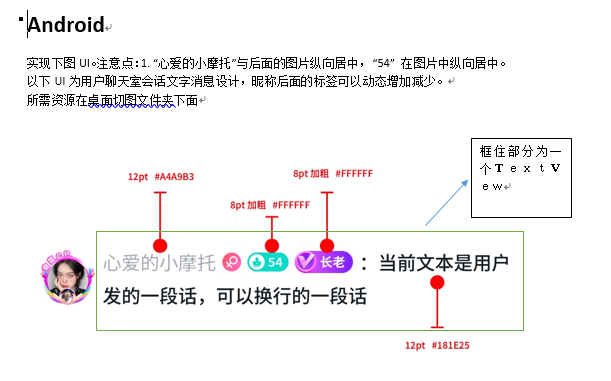 Android
实现下图 UI。注意点：1. “心爱的小摩托”与后面的图片纵向居中，“54” 在图片中纵向居中。
以下 UI 为用户聊天室会话文字消息设计，昵称后面的标签可以动态增加减少。
所需资源在桌面切图文件夹下面
框住部分为一
个ＴｅｘｔＶ
ｅｗ
12pt #A4A9B3
8pt 加粗 #FFFFFF
8pt 加粗 #FFFFFF
心爱的小摩托 54 长老 ：当前文本是用户
发的一段话，可以换行的一段话
12pt #181E25